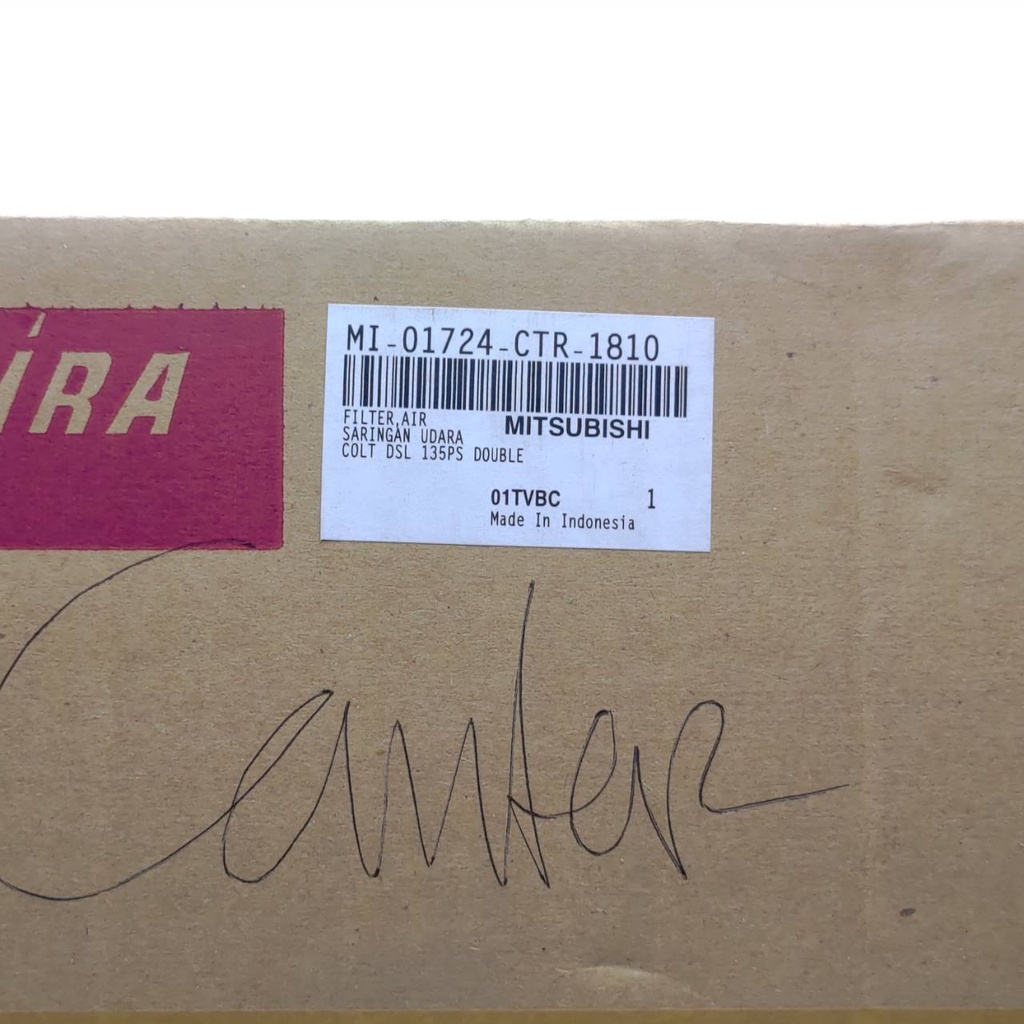 İRA
MI-01724-CTR-1810
FILTER,AIR
MITSUBISHI
SARINGAN UDARA
COLT DSL 135PS DOUBLE
01TVBC 1
Made In Indonesia
Canter